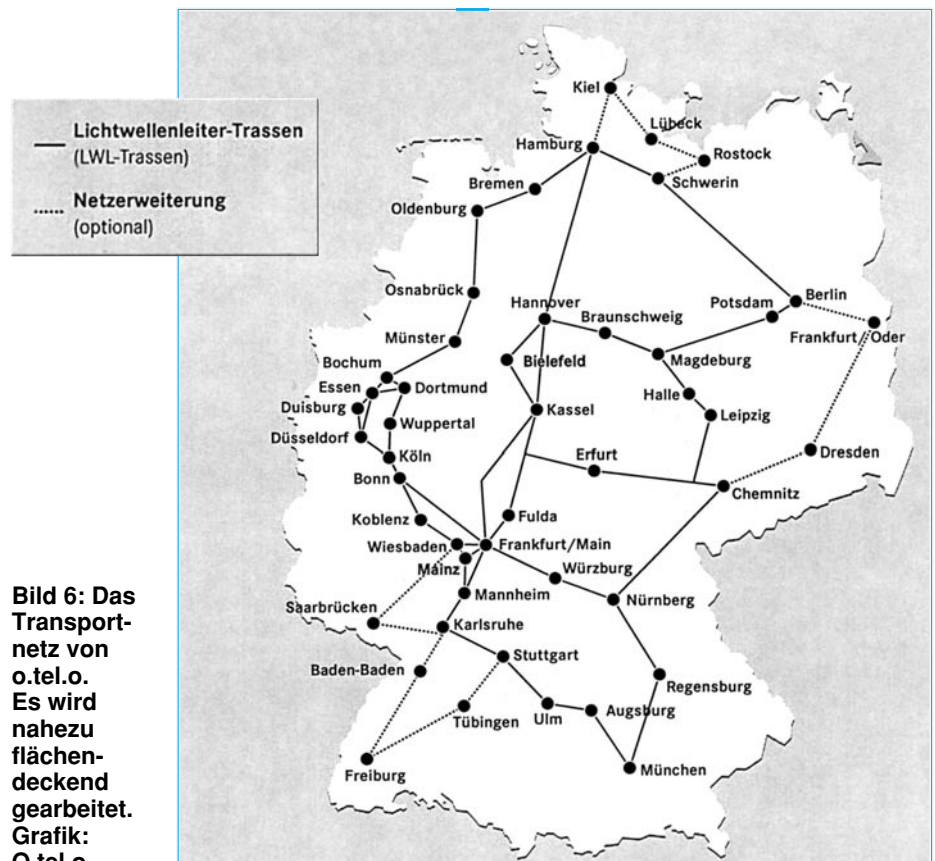 Lichtwellenleiter-Trassen
(LWL-Trassen)
Netzerweiterung
(optional)
Kiel
Lübeck
Hamburg
Rostock
Schwerin
Bremen
Oldenburg
Osnabrück
Hannover
Potsdam
Berlin
Braunschweig
Frankfurt/Oder
Münster
Magdeburg
Bielefeld
Bochum
Essen
Dortmund
Halle
Duisburg
Kassel
Leipzig
Wuppertal
Düsseldorf
Dresden
Köln
Erfurt
Bonn
Chemnitz
Koblenz
Fulda
Wiesbaden
Frankfurt/Main
Mainz
Würzburg
Mannheim
Nürnberg
Saarbrücken
Karlsruhe
Stuttgart
Baden-Baden
Regensburg
Tübingen
Ulm
Augsburg
Freiburg
München
Bild 6: Das
Transport-
netz von
o.tel.o.
Es wird
nahezu
flächen-
deckend
gearbeitet.
Grafik:
O.tel.o